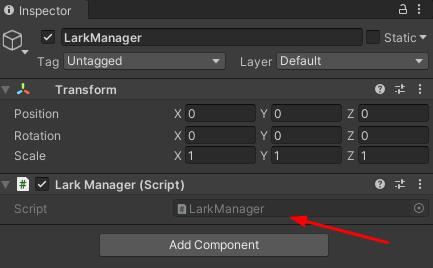 Inspector
LarkManager
Static
Tag Untagged Layer Default
Transform
Position X 0 Y 0 Z 0
Rotation X 0 Y 0 Z 0
Scale X 1 Y 1 Z 1
# Lark Manager (Script)
Script # LarkManager
Add Component